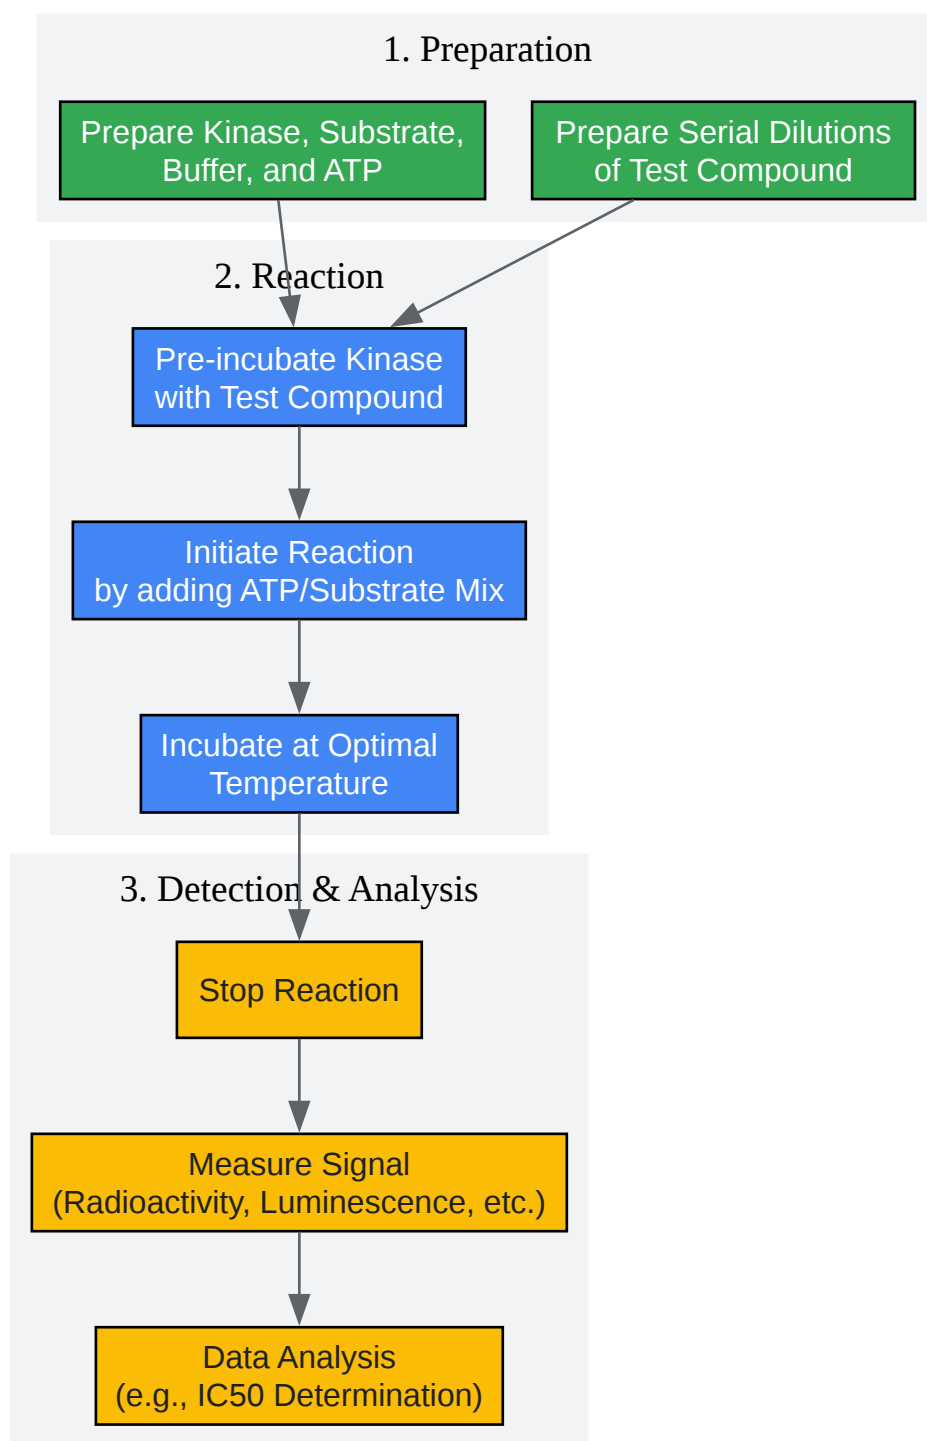 1. Preparation
Prepare Kinase, Substrate,
Buffer, and ATP
Prepare Serial Dilutions
of Test Compound
2. Reaction
Pre-incubate Kinase
with Test Compound
Initiate Reaction
by adding ATP/Substrate Mix
Incubate at Optimal
Temperature
3. Detection & Analysis
Stop Reaction
Measure Signal
(Radioactivity, Luminescence, etc.)
Data Analysis
(e.g., IC50 Determination)